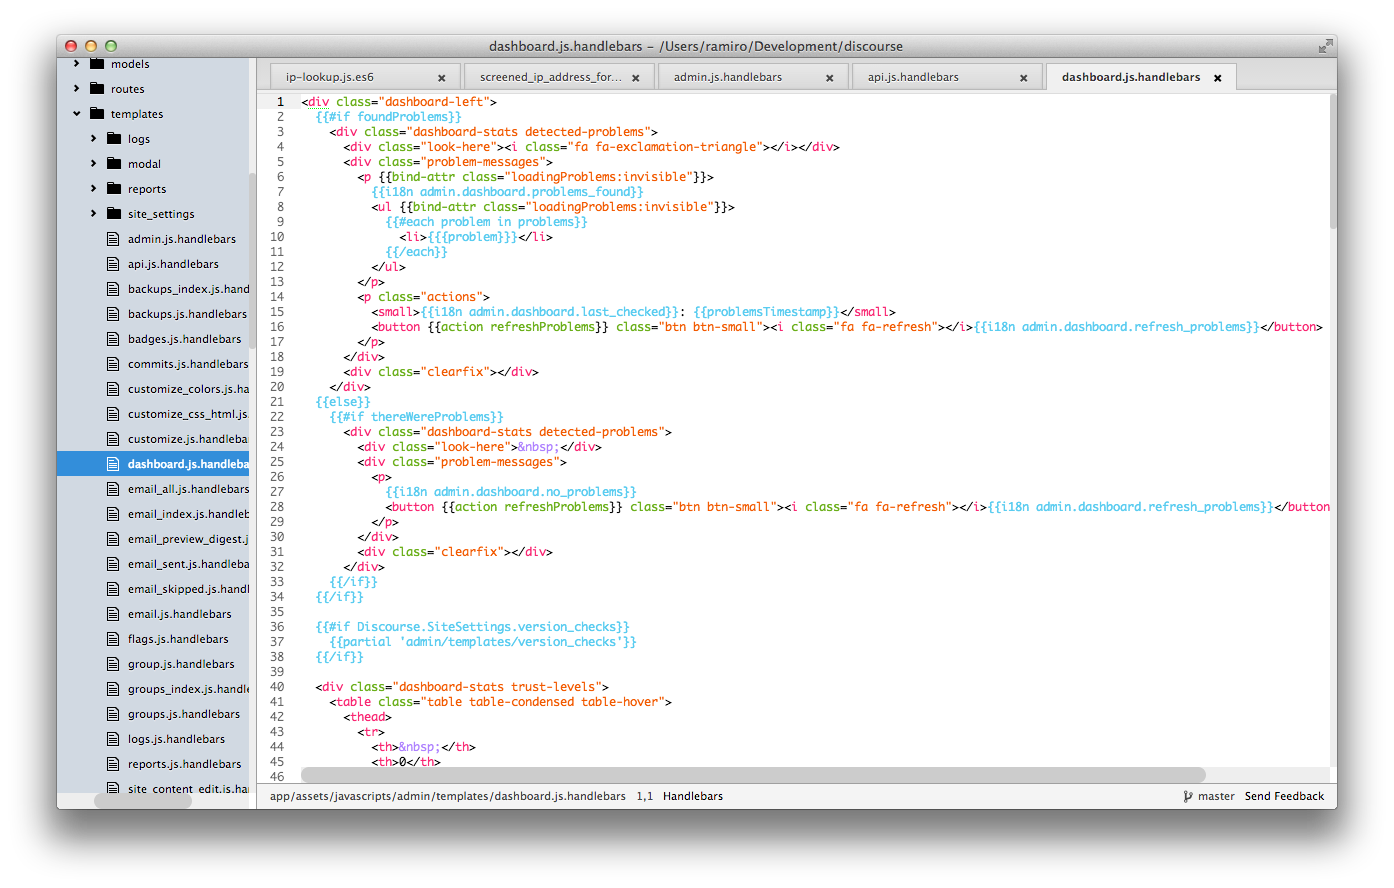 dashboard.js.handlebars – /Users/ramiro/Development/discourse
models
routes
templates
logs
modal
reports
site_settings
admin.js.handlebars
api.js.handlebars
backups_index.js.hand
backups.js.handlebars
badges.js.handlebars
commits.js.handlebars
customize_colors.js.ha
customize_css_html.js.
customize.js.handlebar
dashboard.js.handleba
email_all.js.handlebars
email_index.js.handleb
email_preview_digest.j
email_sent.js.handleba
email_skipped.js.handl
email.js.handlebars
flags.js.handlebars
group.js.handlebars
groups_index.js.handle
groups.js.handlebars
logs.js.handlebars
reports.js.handlebars
site_content_edit.js.har
ip-lookup.js.es6
screened_ip_address_for...
admin.js.handlebars
api.js.handlebars
dashboard.js.handlebars
1 <div class="dashboard-left">
2 {{#if foundProblems}}
3 <div class="dashboard-stats detected-problems">
4 <div class="look-here"><i class="fa fa-exclamation-triangle"></i></div>
5 <div class="problem-messages">
6 <p {{bind-attr class="loadingProblems:invisible"}}>
7 {{i18n admin.dashboard.problems_found}}
8 <ul {{bind-attr class="loadingProblems:invisible"}}>
9 {{#each problem in problems}}
10 <li>{{{problem}}}</li>
11 {{/each}}
12 </ul>
13 </p>
14 <p class="actions">
15 <small>{{i18n admin.dashboard.last_checked}}: {{problemsTimestamp}}</small>
16 <button {{action refreshProblems}} class="btn btn-small"><i class="fa fa-refresh"></i>{{i18n admin.dashboard.refresh_problems}}</button>
17 </p>
18 </div>
19 <div class="clearfix"></div>
20 </div>
21 {{else}}
22 {{#if thereWereProblems}}
23 <div class="dashboard-stats detected-problems">
24 <div class="look-here">&nbsp;</div>
25 <div class="problem-messages">
26 <p>
27 {{i18n admin.dashboard.no_problems}}
28 <button {{action refreshProblems}} class="btn btn-small"><i class="fa fa-refresh"></i>{{i18n admin.dashboard.refresh_problems}}</button
29 </p>
30 </div>
31 <div class="clearfix"></div>
32 </div>
33 {{/if}}
34 {{/if}}
35
36 {{#if Discourse.SiteSettings.version_checks}}
37 {{partial 'admin/templates/version_checks'}}
38 {{/if}}
39
40 <div class="dashboard-stats trust-levels">
41 <table class="table table-condensed table-hover">
42 <thead>
43 <tr>
44 <th>&nbsp;</th>
45 <th>0</th>
46
app/assets/javascripts/admin/templates/dashboard.js.handlebars 1,1 Handlebars
master Send Feedback